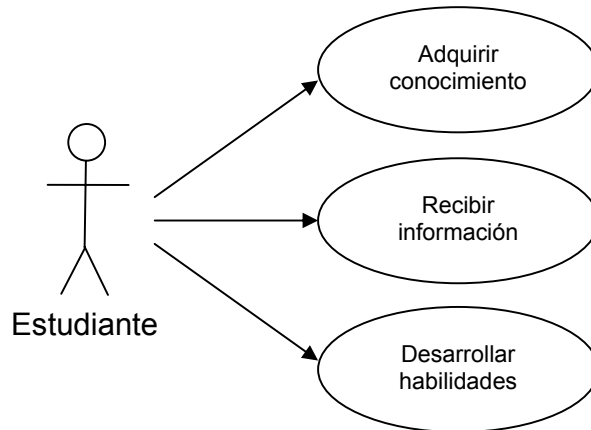 Adquirir
conocimiento
Recibir
información
Estudiante
Desarrollar
habilidades